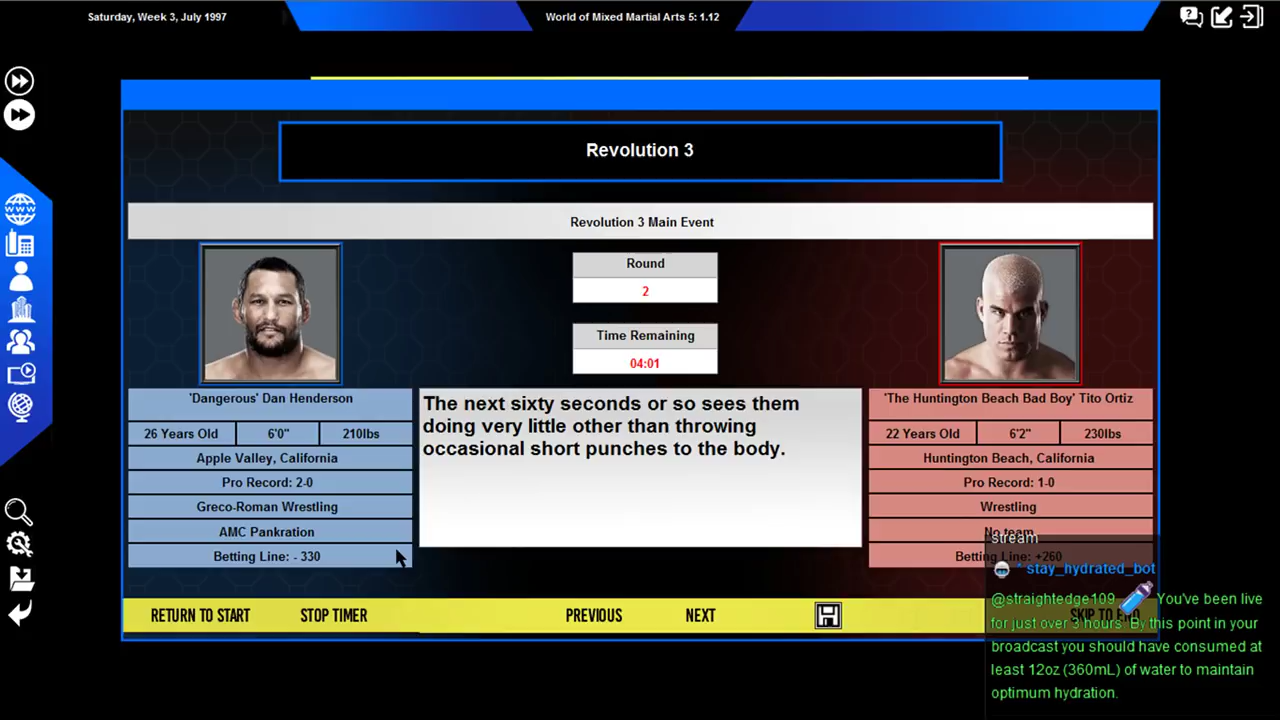 Saturday, Week 3, July 1997
World of Mixed Martial Arts 5: 1.12
Revolution 3
Revolution 3 Main Event
Round
2
Time Remaining
04:01
'Dangerous' Dan Henderson
26 Years Old
6'0"
210lbs
Apple Valley, California
Pro Record: 2-0
Greco-Roman Wrestling
AMC Pankration
Betting Line: - 330
The next sixty seconds or so sees them
doing very little other than throwing
occasional short punches to the body.
'The Huntington Beach Bad Boy' Tito Ortiz
22 Years Old
6'2"
230lbs
Huntington Beach, California
Pro Record: 1-0
Wrestling
No team
Betting Line: +260
RETURN TO START
STOP TIMER
PREVIOUS
NEXT
SKIP TO END
stream
stay_hydrated_bot
@straightedge109 You've been live
for just over 3 hours. By this point in your
broadcast you should have consumed at
least 12oz (360mL) of water to maintain
optimum hydration.
WWW